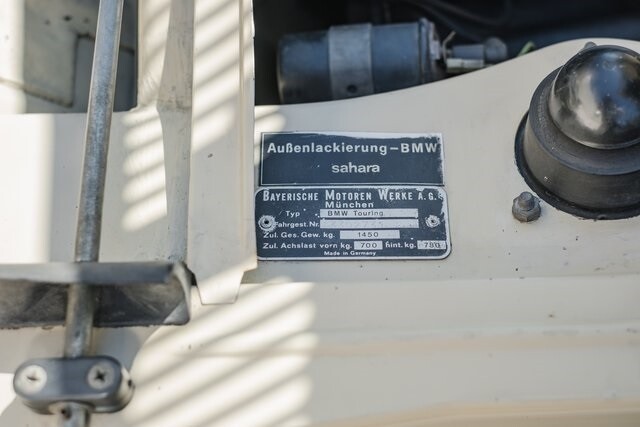 Außenlackierung-BMW
sahara
BAYERISCHE MOTOREN WERKE A.G.
München
Typ BMW Touring
Fahrgest.Nr.
Zul. Ges. Gew. kg. 1450
Zul. Achslast vorn kg. 700 hint. kg. 780
Made in Germany